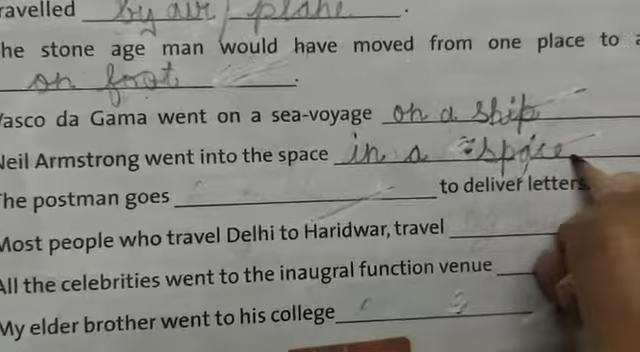 ravelled by air / plane.
he stone age man would have moved from one place to a
on foot.
Vasco da Gama went on a sea-voyage on a ship
Neil Armstrong went into the space in a space
The postman goes to deliver letters.
Most people who travel Delhi to Haridwar, travel
All the celebrities went to the inaugral function venue
My elder brother went to his college